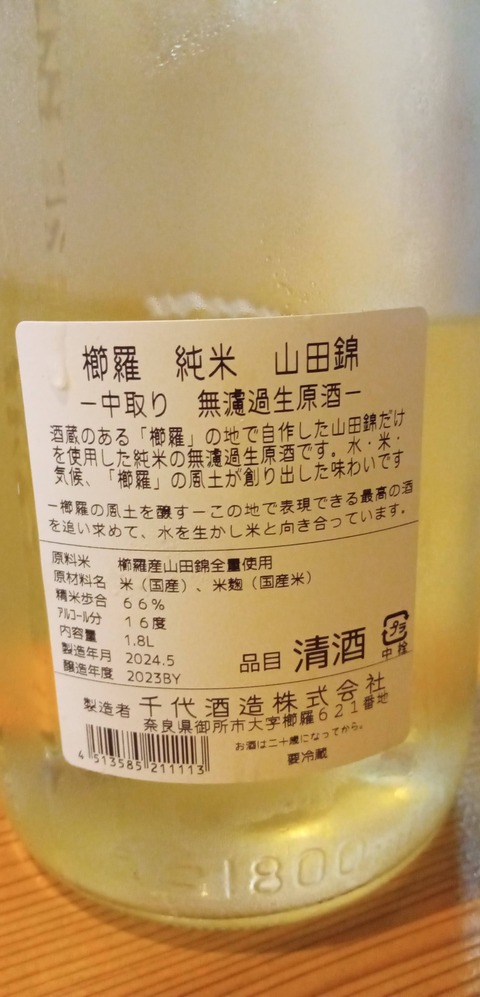 櫛羅　純米　山田錦
ー中取り　無濾過生原酒ー
酒蔵のある「櫛羅」の地で自作した山田錦だけ
を使用した純米の無濾過生原酒です。水・米・
気候、「櫛羅」の風土が創り出した味わいです
ー櫛羅の風土を醸すーこの地で表現できる最高の酒
を追い求めて、水を生かし米と向き合っています。
原料米　櫛羅産山田錦全量使用
原材料名　米（国産）、米麹（国産米）
精米歩合　６６％
アルコール分　１６度
内容量　1.8L
製造年月　2024.5
醸造年度　2023BY
品目 清酒
プラ
中栓
製造者 千代酒造株式会社
奈良県御所市大字櫛羅６２１番地
お酒は二十歳になってから。
要冷蔵
4 513585 211113
1800